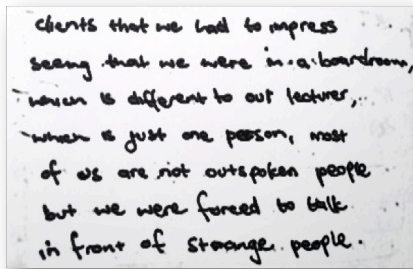 clients that we had to impress
seeing that we were in a boardroom,
which is different to out lecturer,
which is just one person, most
of us are not outspoken people
but we were forced to talk
in front of strange people.